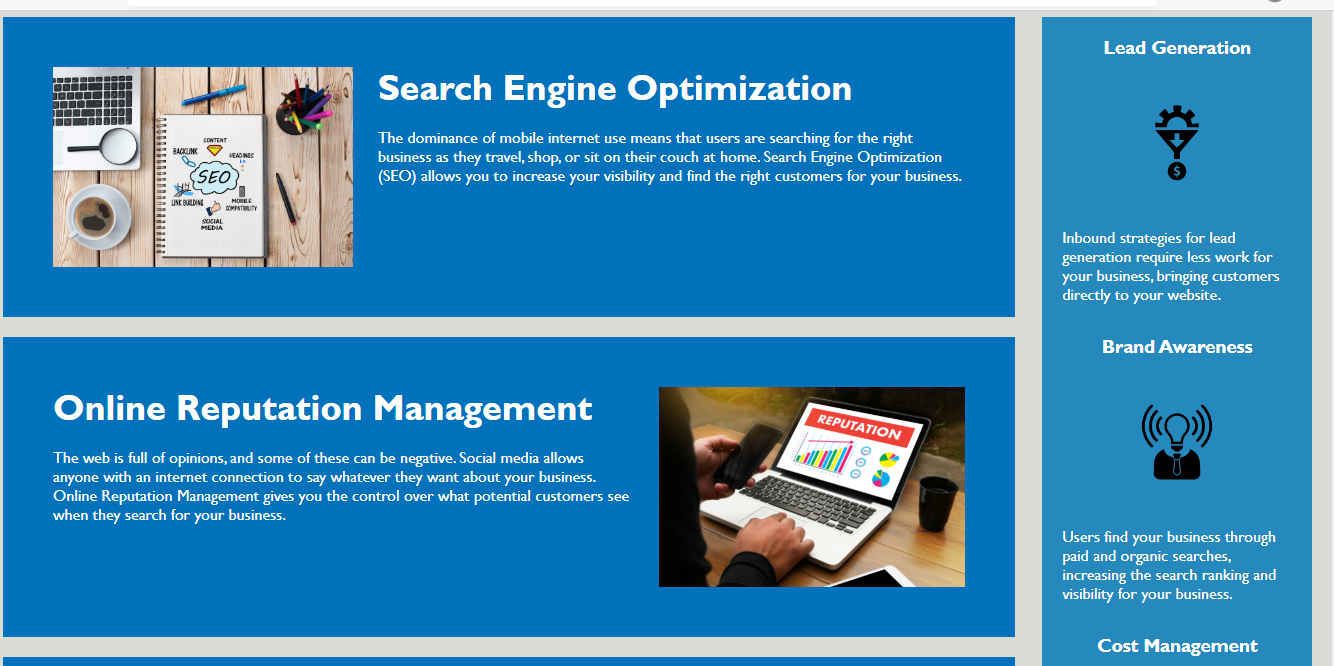 Search Engine Optimization
The dominance of mobile internet use means that users are searching for the right
business as they travel, shop, or sit on their couch at home. Search Engine Optimization
(SEO) allows you to increase your visibility and find the right customers for your business.
CONTENT
BACKLINK
HEADINGS
SEO
LINK BUILDING
MOBILE
COMPATIBILITY
SOCIAL
MEDIA
Online Reputation Management
The web is full of opinions, and some of these can be negative. Social media allows
anyone with an internet connection to say whatever they want about your business.
Online Reputation Management gives you the control over what potential customers see
when they search for your business.
REPUTATION
Lead Generation
$
Inbound strategies for lead
generation require less work for
your business, bringing customers
directly to your website.
Brand Awareness
Users find your business through
paid and organic searches,
increasing the search ranking and
visibility for your business.
Cost Management